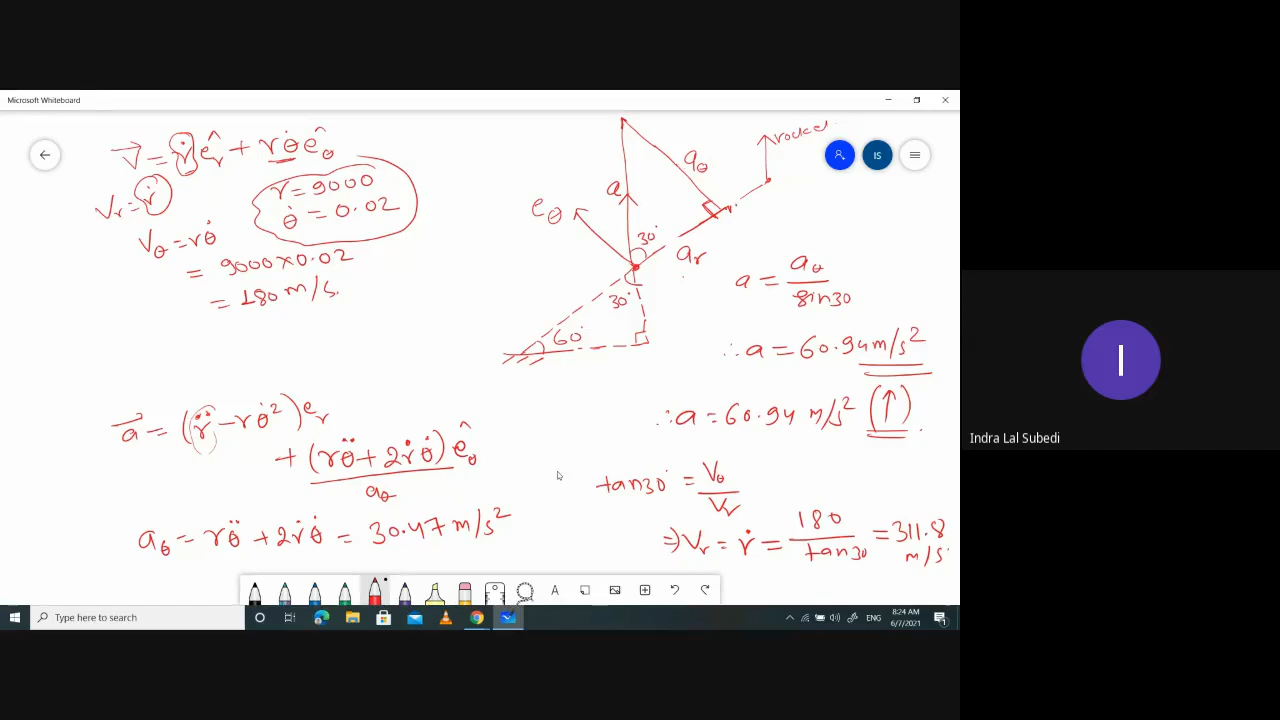 Microsoft Whiteboard
V⃗ = ṙ ê_r + rθ̇ ê_θ
V_r = ṙ
r = 9000
θ̇ = 0.02
V_θ = rθ̇
= 9000×0.02
= 180 m/s.
a⃗ = (r̈ - rθ̇²) e_r
+ (rθ̈ + 2ṙθ̇) ê_θ
a_θ
a_θ = rθ̈ + 2ṙθ̇ = 30.47 m/s²
a_θ
a
e_θ
30°
a_r
30°
60°
IS
a = a_θ / sin30
∴ a = 60.94 m/s²
∴ a = 60.94 m/s² (↑)
tan30° = V_θ / V_r
⇒ V_r = ṙ = 180 / tan30 = 311.8 m/s
A
Type here to search
ENG
8:24 AM
6/7/2021
I
Indra Lal Subedi